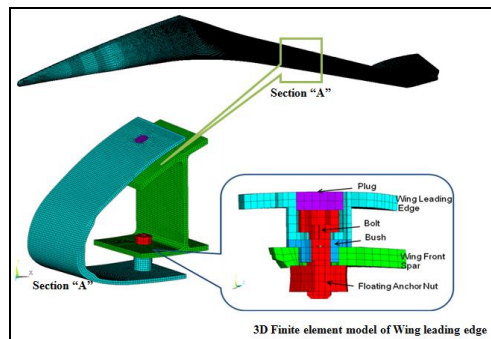 Section “A”
Plug
Wing Leading
Edge
Bolt
Bush
Wing Front
Spar
Floating Anchor Nut
Section “A”
3D Finite element model of Wing leading edge